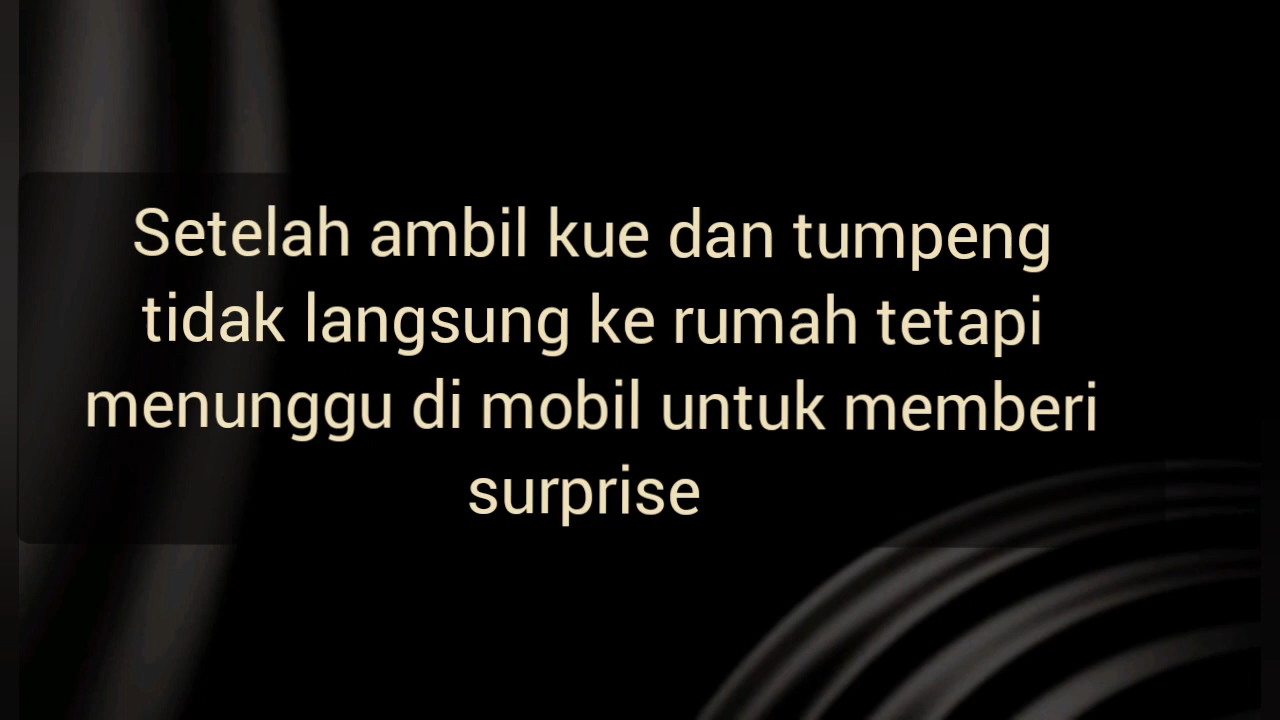 Setelah ambil kue dan tumpeng
tidak langsung ke rumah tetapi
menunggu di mobil untuk memberi
surprise